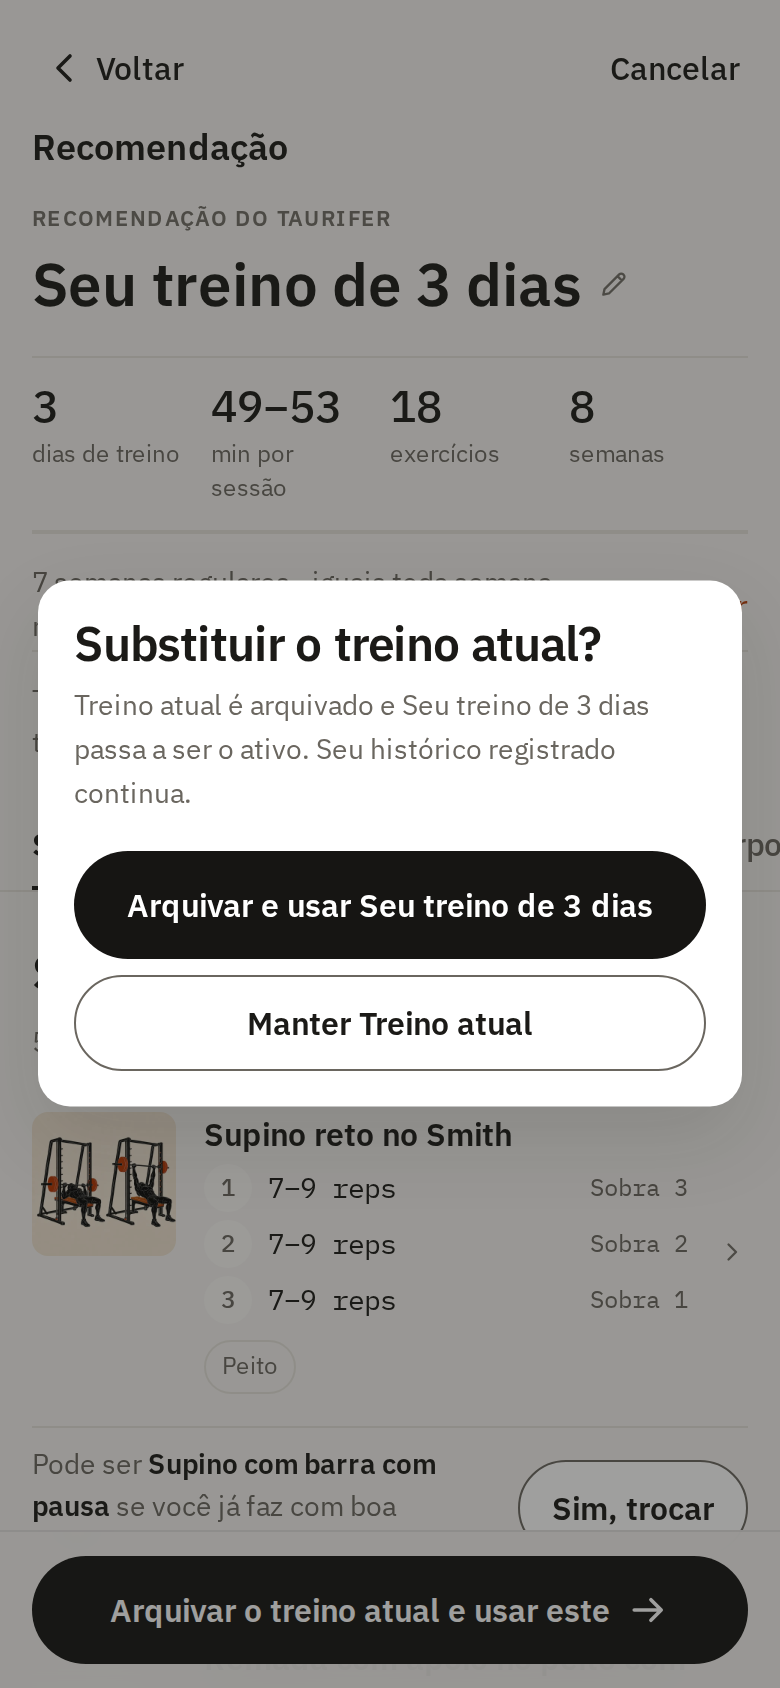 Voltar
Cancelar
Recomendação
RECOMENDAÇÃO DO TAURIFER
Seu treino de 3 dias
3
49–53
18
8
dias de treino
min por
sessão
exercícios
semanas
Substituir o treino atual?
Treino atual é arquivado e Seu treino de 3 dias
passa a ser o ativo. Seu histórico registrado
continua.
Arquivar e usar Seu treino de 3 dias
Manter Treino atual
Supino reto no Smith
1 7–9 reps Sobra 3
2 7–9 reps Sobra 2
3 7–9 reps Sobra 1
Peito
Pode ser Supino com barra com
pausa se você já faz com boa
Sim, trocar
Arquivar o treino atual e usar este